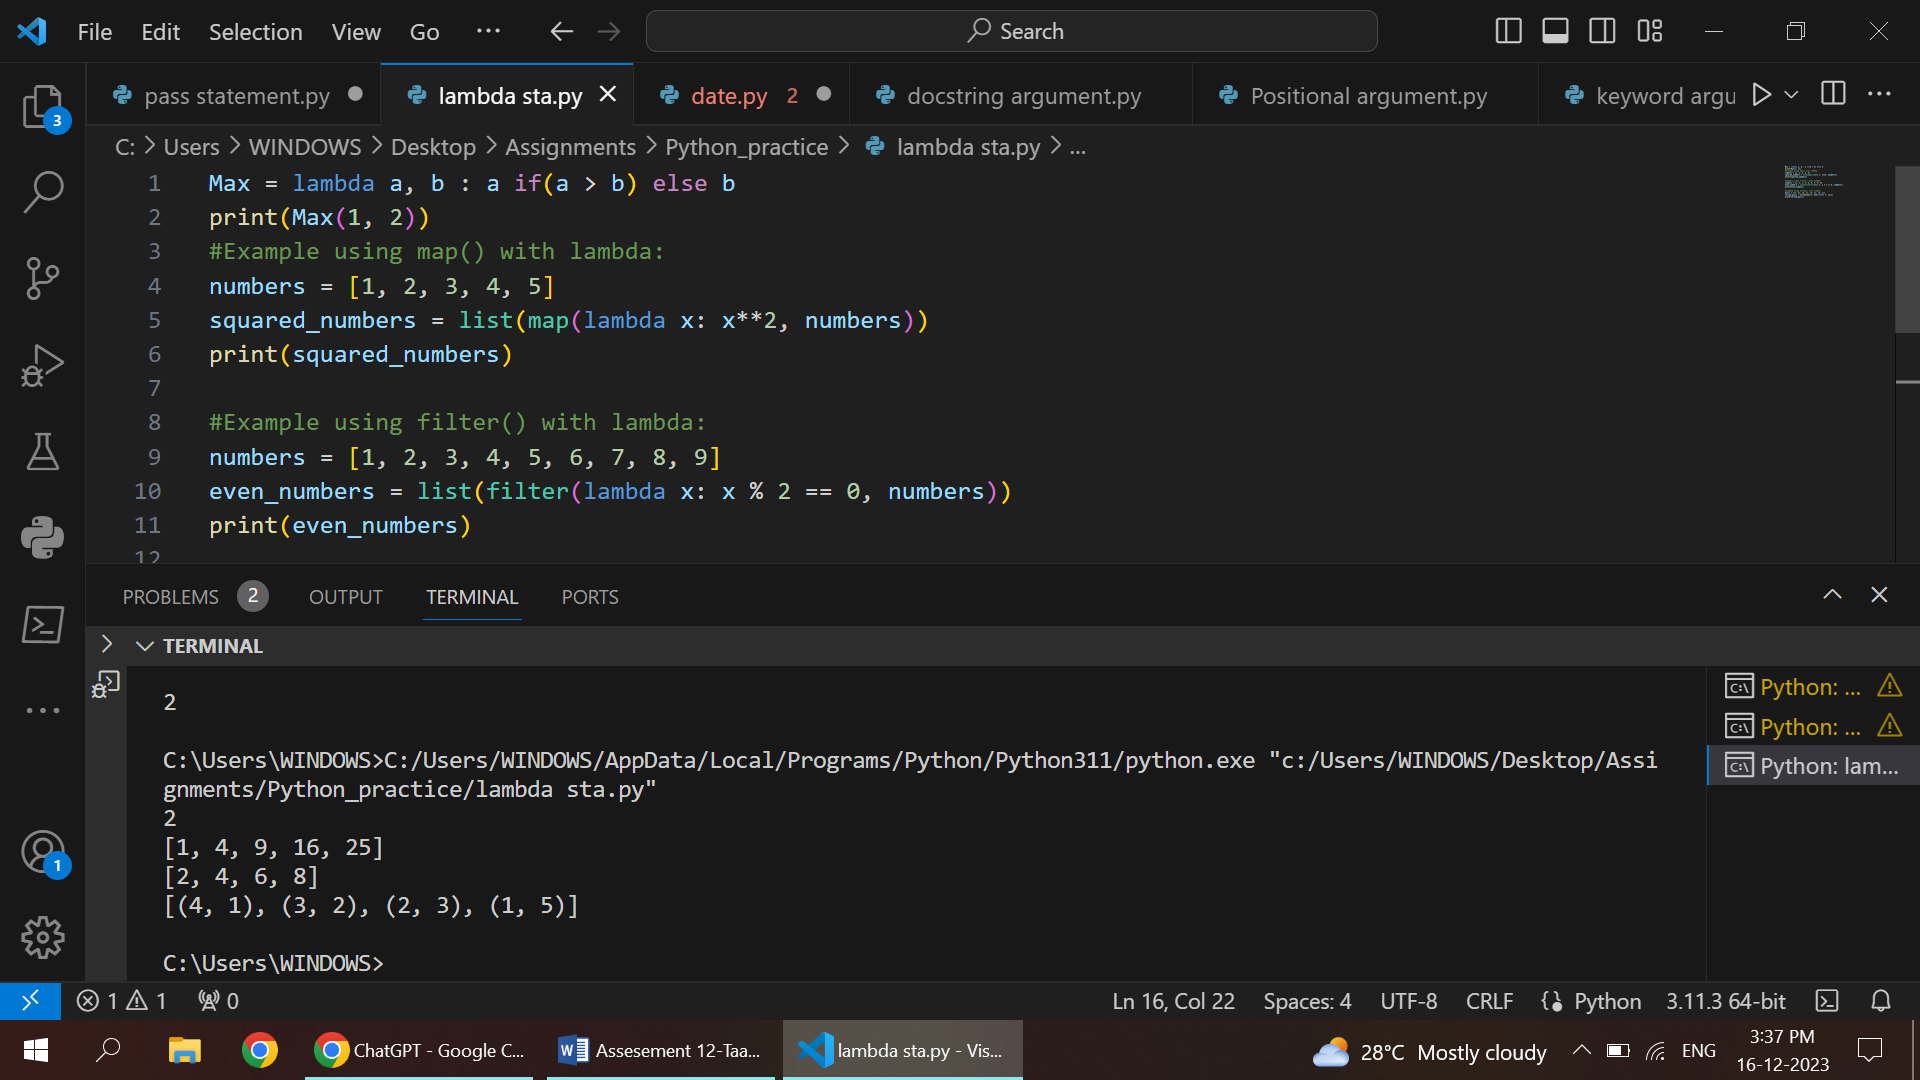 File Edit Selection View Go ... Search
3 pass statement.py lambda sta.py date.py 2 docstring argument.py Positional argument.py keyword argu
C: > Users > WINDOWS > Desktop > Assignments > Python_practice > lambda sta.py > ...
1 Max = lambda a, b : a if(a > b) else b
2 print(Max(1, 2))
3 #Example using map() with lambda:
4 numbers = [1, 2, 3, 4, 5]
5 squared_numbers = list(map(lambda x: x**2, numbers))
6 print(squared_numbers)
7
8 #Example using filter() with lambda:
9 numbers = [1, 2, 3, 4, 5, 6, 7, 8, 9]
10 even_numbers = list(filter(lambda x: x % 2 == 0, numbers))
11 print(even_numbers)
12
PROBLEMS 2 OUTPUT TERMINAL PORTS
TERMINAL
2
C:\Users\WINDOWS>C:/Users/WINDOWS/AppData/Local/Programs/Python/Python311/python.exe "c:/Users/WINDOWS/Desktop/Assi
gnments/Python_practice/lambda sta.py"
2
[1, 4, 9, 16, 25]
[2, 4, 6, 8]
[(4, 1), (3, 2), (2, 3), (1, 5)]
C:\Users\WINDOWS>
Python: ...
Python: ...
Python: lam...
1
1 1 0 Ln 16, Col 22 Spaces: 4 UTF-8 CRLF Python 3.11.3 64-bit
ChatGPT - Google C... Assesement 12-Taa... lambda sta.py - Vis... 28°C Mostly cloudy ENG 3:37 PM
16-12-2023